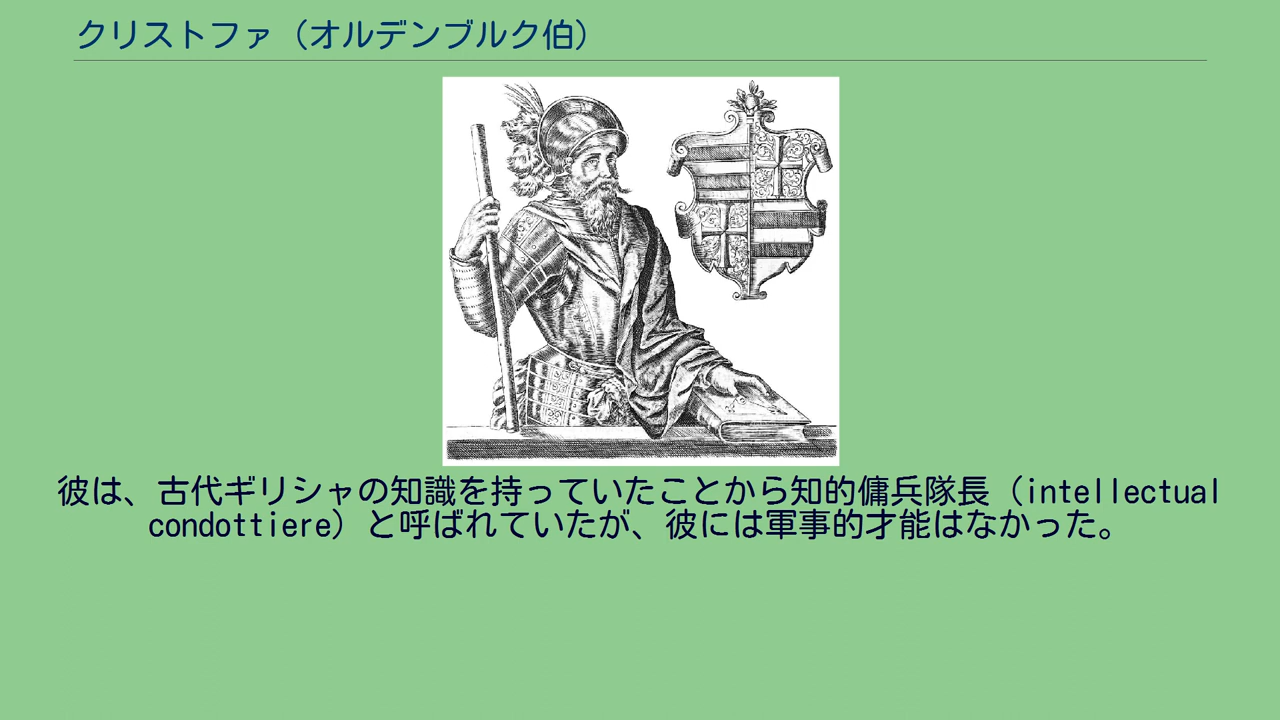 クリストファ（オルデンブルク伯）
彼は、古代ギリシャの知識を持っていたことから知的傭兵隊長（intellectual
condottiere）と呼ばれていたが、彼には軍事的才能はなかった。